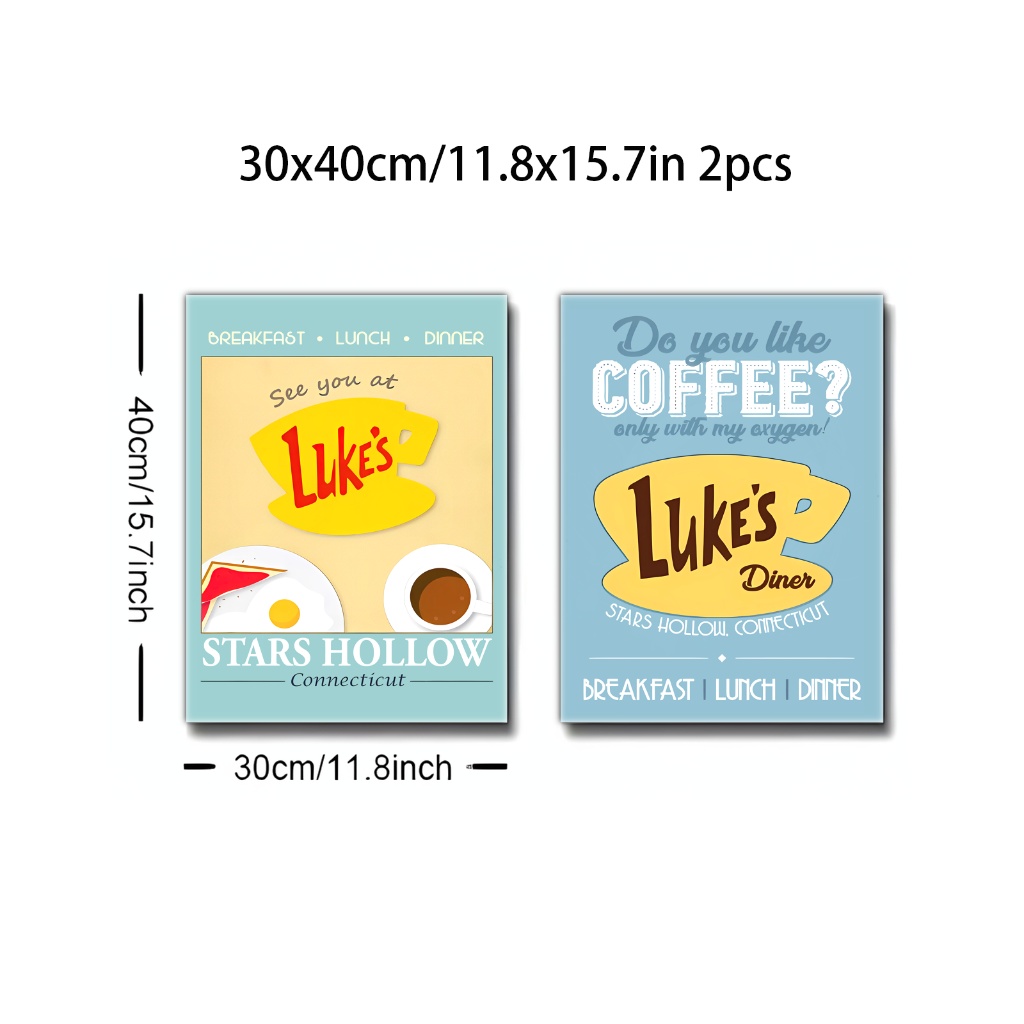 30x40cm/11.8x15.7in 2pcs
40cm/15.7inch
BREAKFAST • LUNCH • DINNER
See you at
LUKE'S
STARS HOLLOW
Connecticut
30cm/11.8inch
Do you like
COFFEE?
only with my oxygen!
LUKE'S
Diner
STARS HOLLOW, CONNECTICUT
BREAKFAST | LUNCH | DINNER